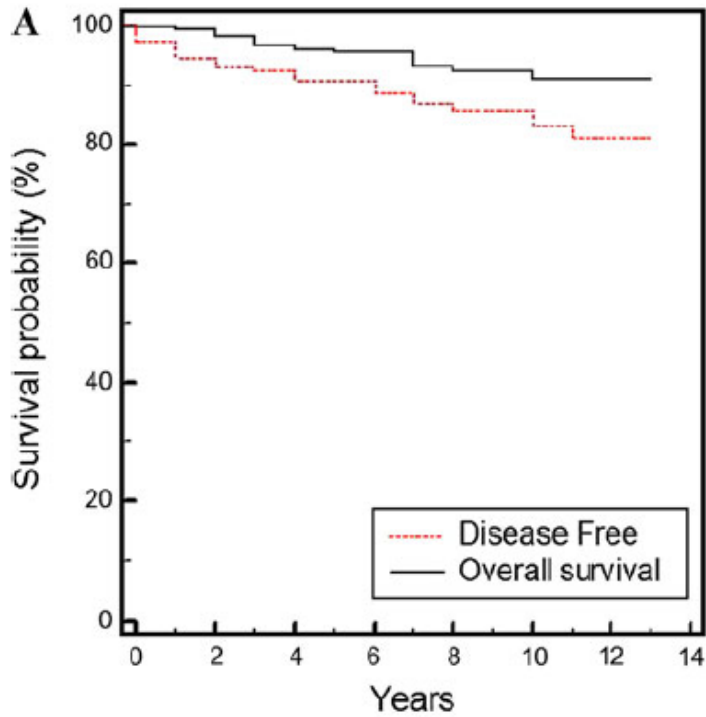 A
Survival probability (%)
100
80
60
40
20
0
Disease Free
Overall survival
0 2 4 6 8 10 12 14
Years